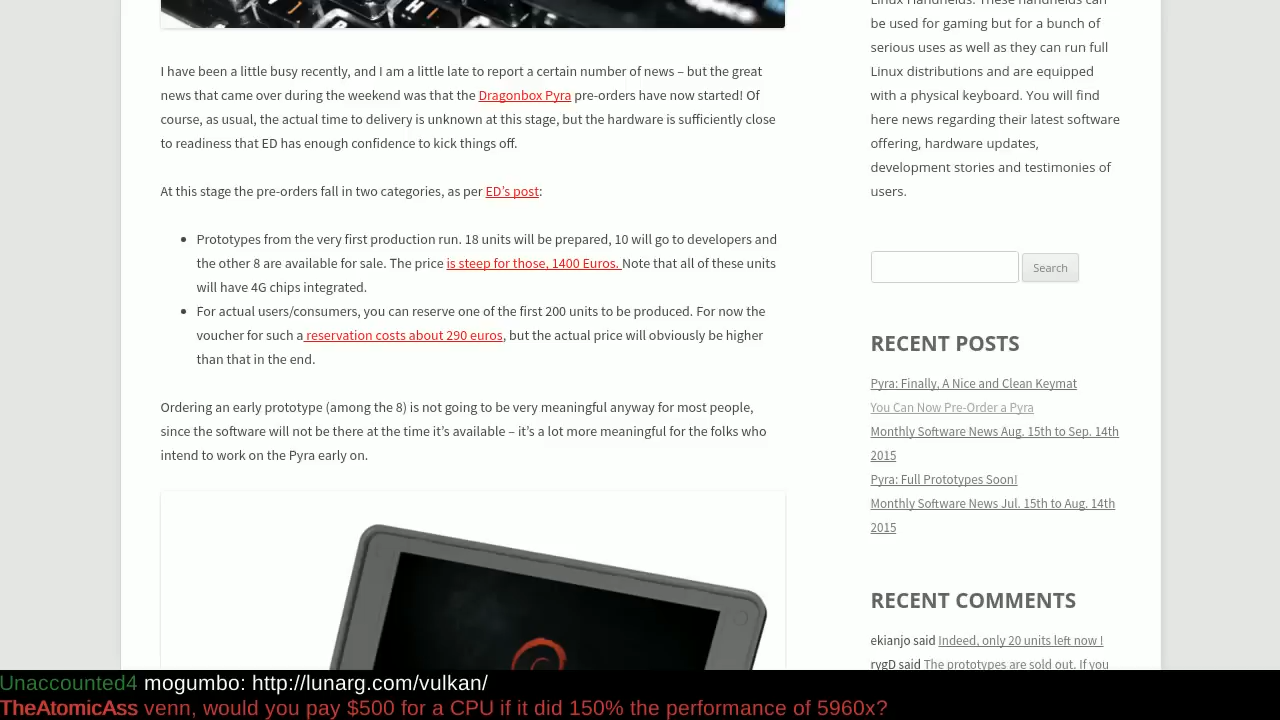 I have been a little busy recently, and I am a little late to report a certain number of news – but the great
news that came over during the weekend was that the Dragonbox Pyra pre-orders have now started! Of
course, as usual, the actual time to delivery is unknown at this stage, but the hardware is sufficiently close
to readiness that ED has enough confidence to kick things off.
At this stage the pre-orders fall in two categories, as per ED's post:
• Prototypes from the very first production run. 18 units will be prepared, 10 will go to developers and
the other 8 are available for sale. The price is steep for those, 1400 Euros. Note that all of these units
will have 4G chips integrated.
• For actual users/consumers, you can reserve one of the first 200 units to be produced. For now the
voucher for such a reservation costs about 290 euros, but the actual price will obviously be higher
than that in the end.
Ordering an early prototype (among the 8) is not going to be very meaningful anyway for most people,
since the software will not be there at the time it's available – it's a lot more meaningful for the folks who
intend to work on the Pyra early on.
Linux Handhelds. These handhelds can
be used for gaming but for a bunch of
serious uses as well as they can run full
Linux distributions and are equipped
with a physical keyboard. You will find
here news regarding their latest software
offering, hardware updates,
development stories and testimonies of
users.
Search
RECENT POSTS
Pyra: Finally, A Nice and Clean Keymat
You Can Now Pre-Order a Pyra
Monthly Software News Aug. 15th to Sep. 14th
2015
Pyra: Full Prototypes Soon!
Monthly Software News Jul. 15th to Aug. 14th
2015
RECENT COMMENTS
ekianjo said Indeed, only 20 units left now !
rygD said The prototypes are sold out. If you
Unaccounted4 mogumbo: http://lunarg.com/vulkan/
TheAtomicAss venn, would you pay $500 for a CPU if it did 150% the performance of 5960x?